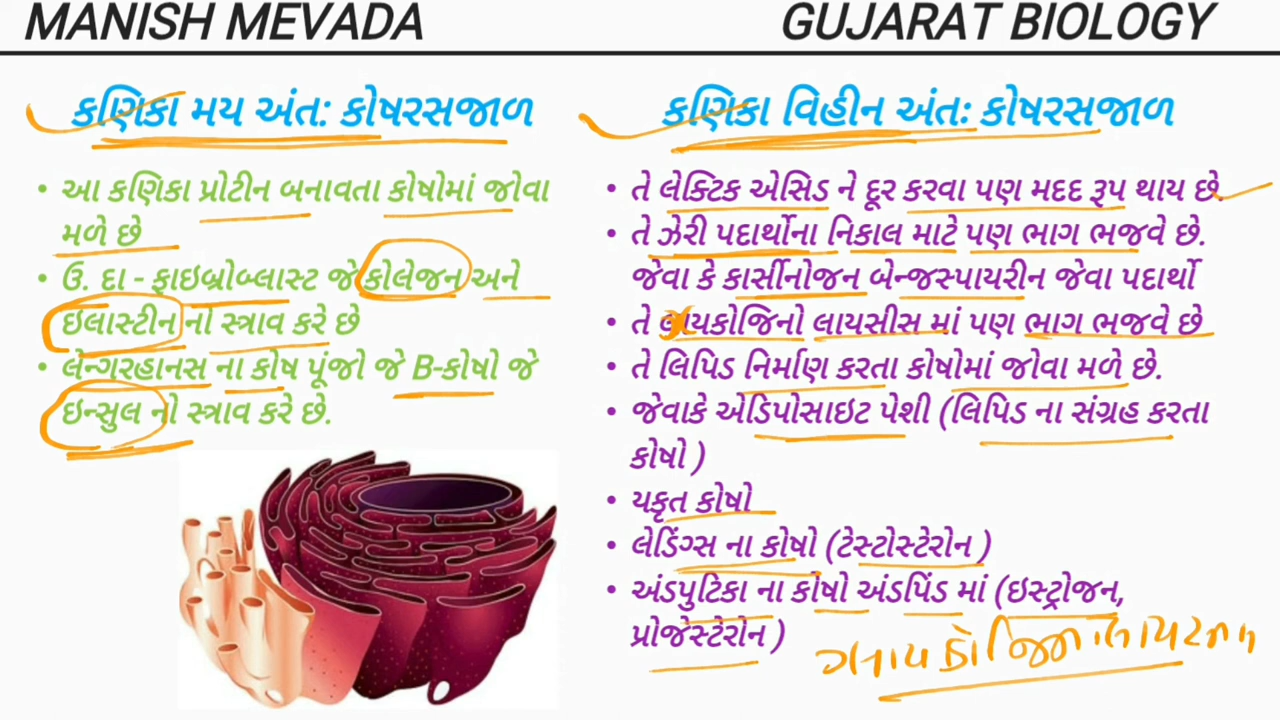 MANISH MEVADA
GUJARAT BIOLOGY
કણિકા મય અંત: કોષરસજાળ
• આ કણિકા પ્રોટીન બનાવતા કોષોમાં જોવા
મળે છે
• ઉ. દા - ફાઇબ્રોબ્લાસ્ટ જે કોલેજન અને
ઇલાસ્ટીન નો સ્ત્રાવ કરે છે
• લેન્ગરહાનસ ના કોષ પૂંજો જે B-કોષો જે
ઇન્સુલ નો સ્ત્રાવ કરે છે.
કણિકા વિહીન અંતઃ કોષરસજાળ
• તે લેક્ટિક એસિડ ને દૂર કરવા પણ મદદ રૂપ થાય છે.
• તે ઝેરી પદાર્થોના નિકાલ માટે પણ ભાગ ભજવે છે.
જેવા કે કાર્સીનોજન બેન્જસ્પાયરીન જેવા પદાર્થો
• તે લાયકોજિનો લાયસીસ માં પણ ભાગ ભજવે છે
• તે લિપિડ નિર્માણ કરતા કોષોમાં જોવા મળે છે.
• જેવાકે એડિપોસાઇટ પેશી (લિપિડ ના સંગ્રહ કરતા
કોષો )
• યકૃત કોષો
• લેડિંગ્સ ના કોષો (ટેસ્ટોસ્ટેરોન )
• અંડપુટિકા ના કોષો અંડપિંડ માં (ઇસ્ટ્રોજન,
પ્રોજેસ્ટેરોન )